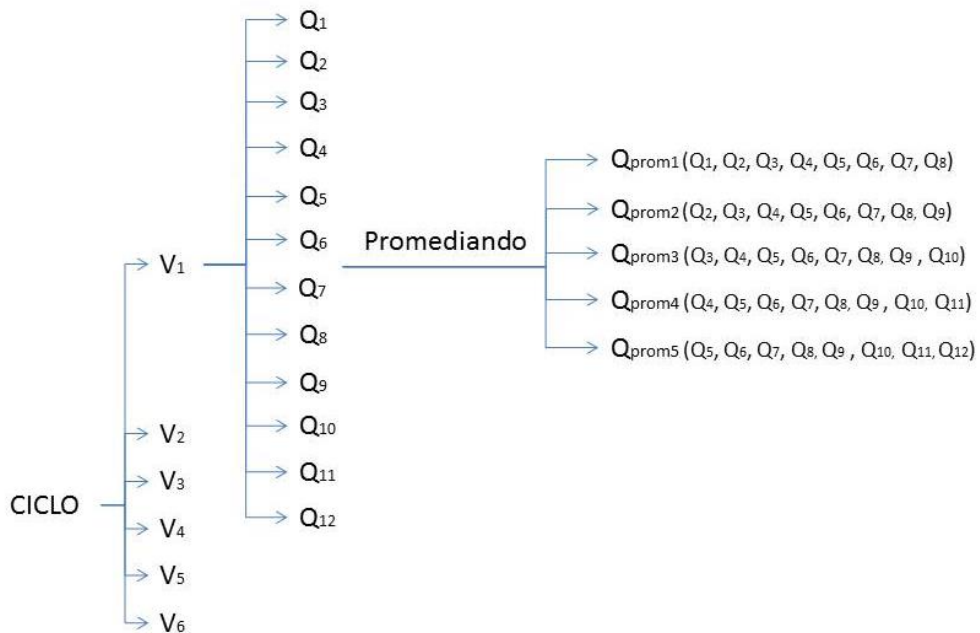 CICLO
V1
V2
V3
V4
V5
V6
Q1
Q2
Q3
Q4
Q5
Q6
Q7
Q8
Q9
Q10
Q11
Q12
Promediando
Qprom1 (Q1, Q2, Q3, Q4, Q5, Q6, Q7, Q8)
Qprom2 (Q2, Q3, Q4, Q5, Q6, Q7, Q8, Q9)
Qprom3 (Q3, Q4, Q5, Q6, Q7, Q8, Q9 , Q10)
Qprom4 (Q4, Q5, Q6, Q7, Q8, Q9 , Q10, Q11)
Qprom5 (Q5, Q6, Q7, Q8, Q9 , Q10, Q11, Q12)